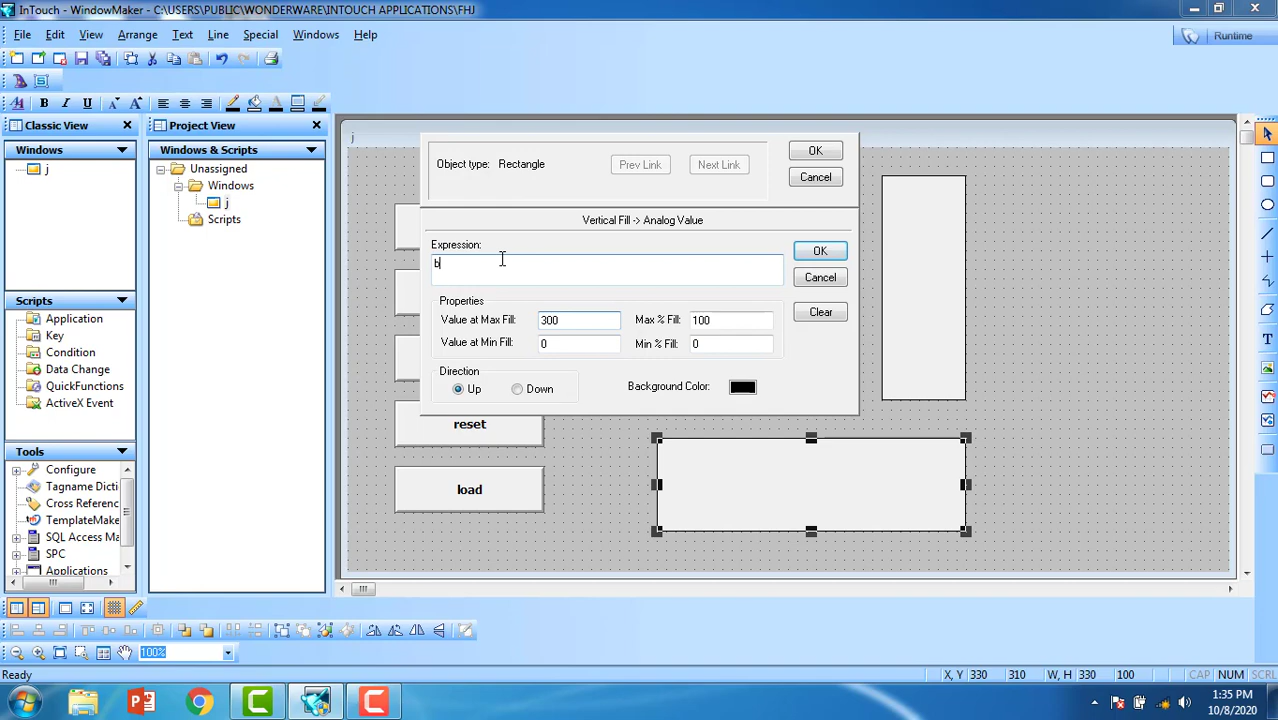 InTouch - WindowMaker - C:\USERS\PUBLIC\WONDERWARE\INTOUCH APPLICATIONS\FHJ
File Edit View Arrange Text Line Special Windows Help
Runtime
B I U A A
Classic View
Project View
Windows
j
Windows & Scripts
Unassigned
Windows
j
Scripts
Scripts
Application
Key
Condition
Data Change
QuickFunctions
ActiveX Event
Tools
Configure
Tagname Dicti
Cross Referenc
TemplateMake
SQL Access Ma
SPC
Applications
j
Object type: Rectangle
Prev Link
Next Link
OK
Cancel
Vertical Fill -> Analog Value
Expression:
b
OK
Cancel
Clear
Properties
Value at Max Fill: 300
Max % Fill: 100
Value at Min Fill: 0
Min % Fill: 0
Direction
Up
Down
Background Color:
reset
load
T
100%
Ready
X, Y 330 310 W, H 330 100 CAP NUM SCRL
1:35 PM
10/8/2020